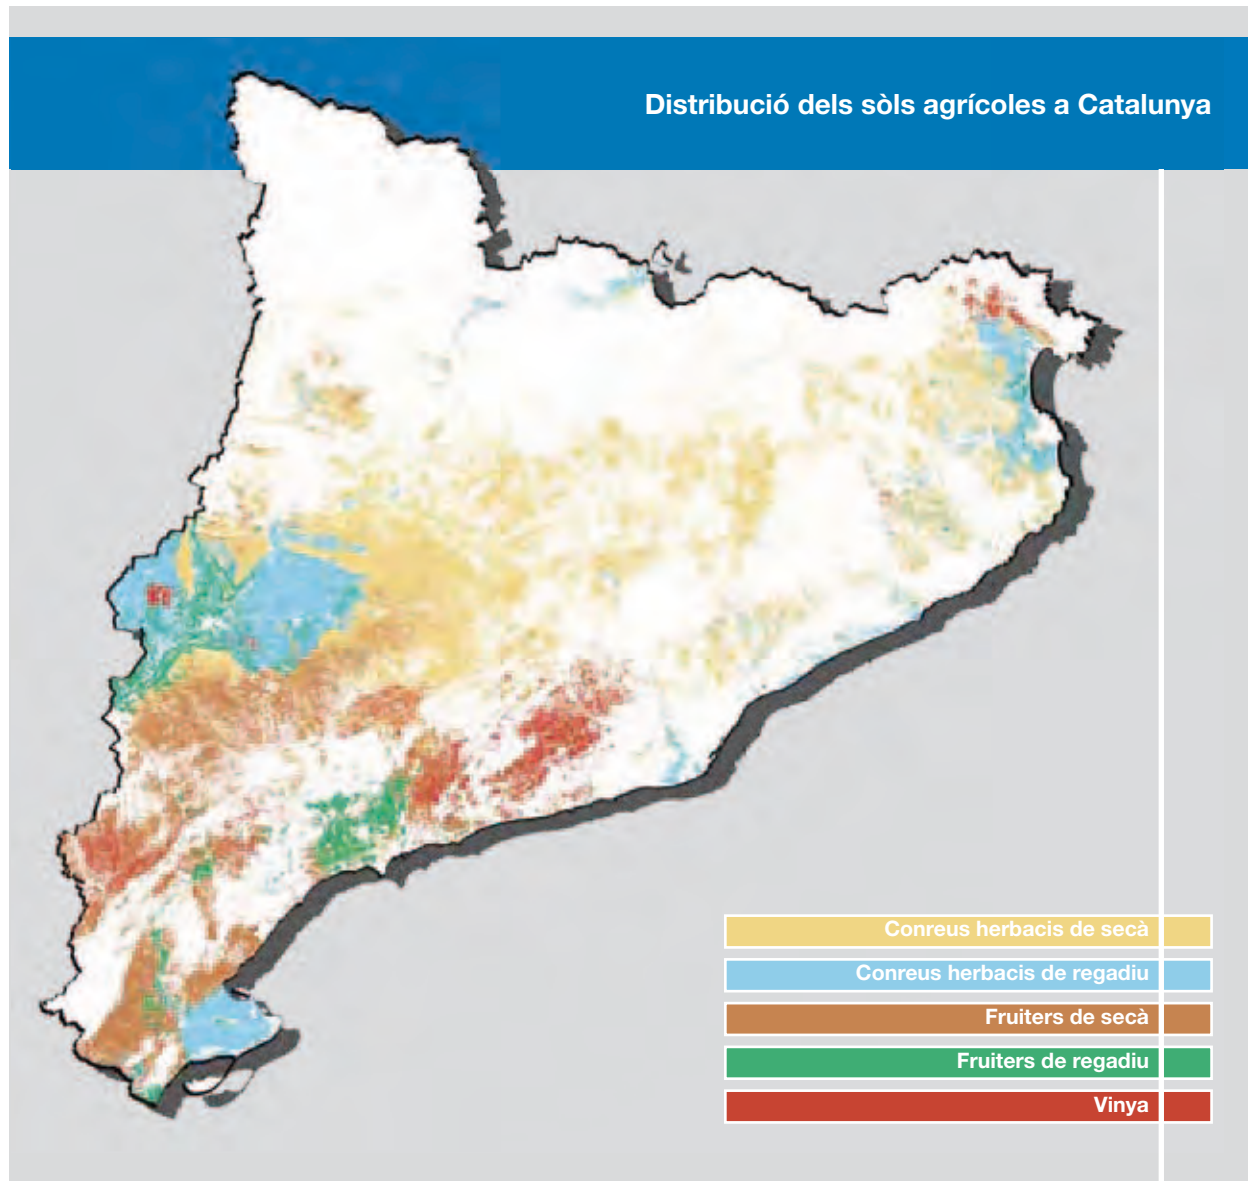 Distribució dels sòls agrícoles a Catalunya
Conreus herbacis de secà
Conreus herbacis de regadiu
Fruiters de secà
Fruiters de regadiu
Vinya